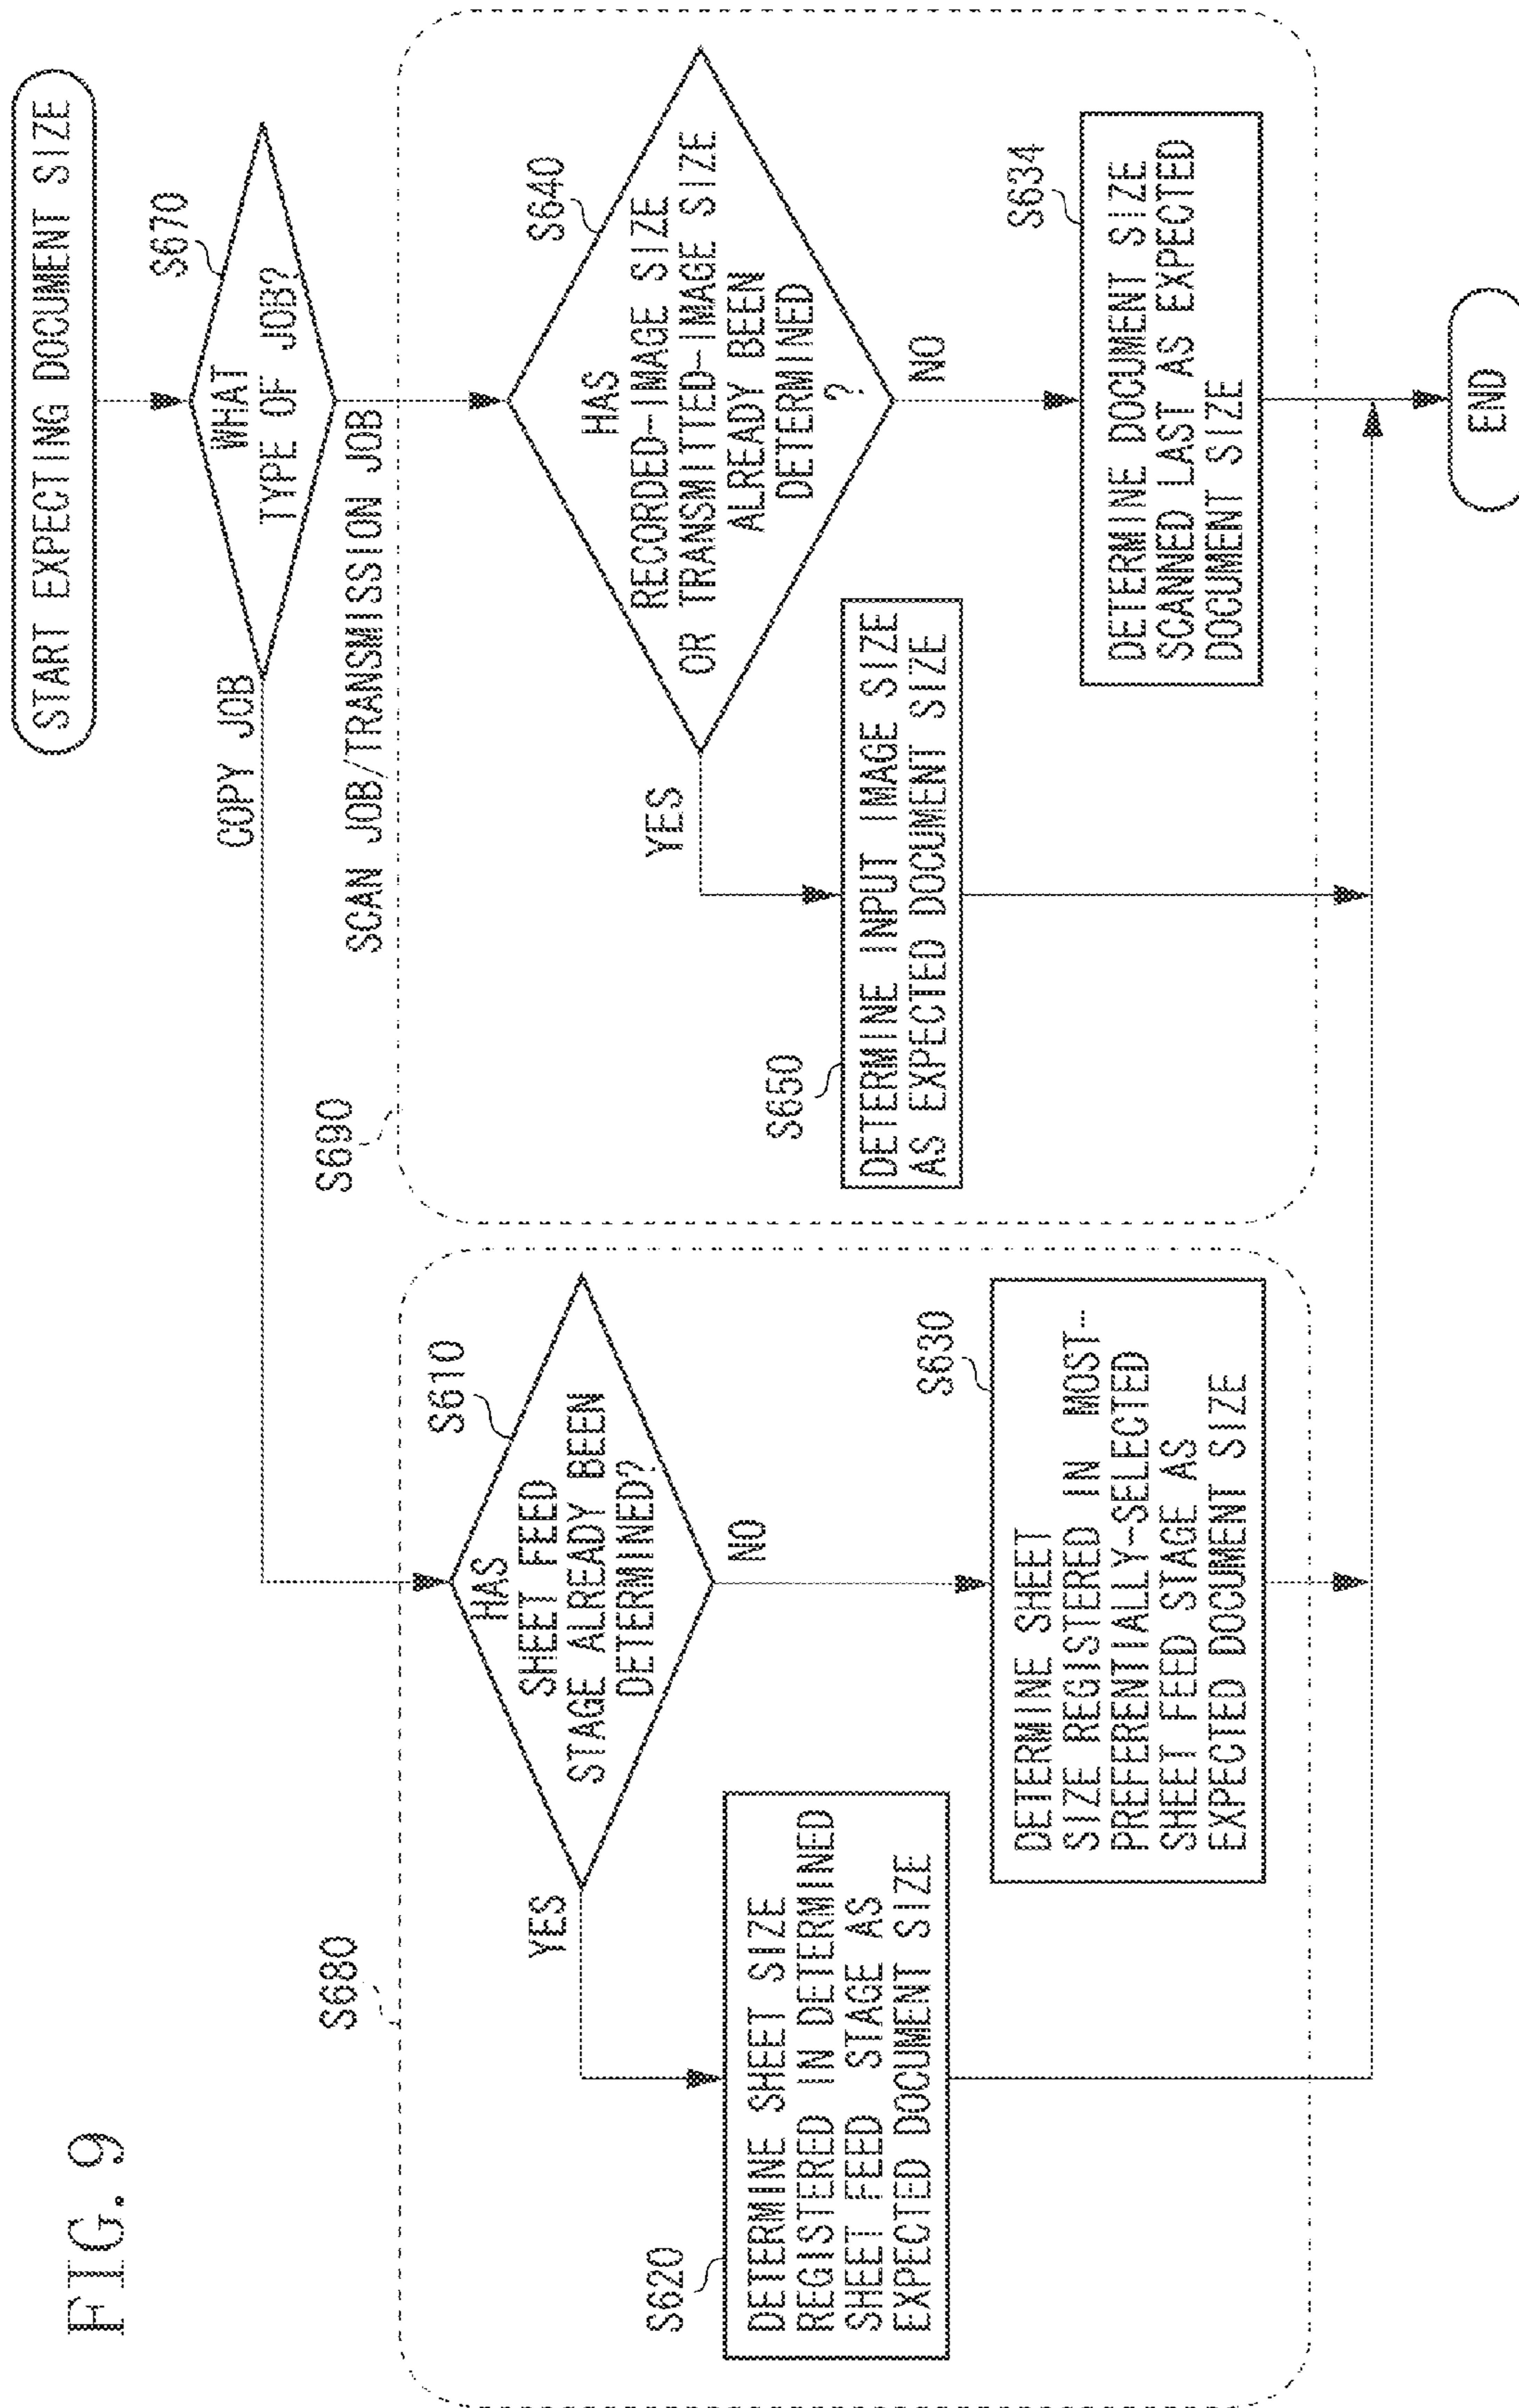 FIG. 9
START EXPECTING DOCUMENT SIZE
S670
WHAT
TYPE OF JOB?
COPY JOB
SCAN JOB/TRANSMISSION JOB
S680
S610
HAS
SHEET FEED
STAGE ALREADY BEEN
DETERMINED?
YES
NO
S620
DETERMINE SHEET SIZE
REGISTERED IN DETERMINED
SHEET FEED STAGE AS
EXPECTED DOCUMENT SIZE
S630
DETERMINE SHEET
SIZE REGISTERED IN MOST-
PREFERENTIALLY-SELECTED
SHEET FEED STAGE AS
EXPECTED DOCUMENT SIZE
S690
S640
HAS
RECORDED-IMAGE SIZE
OR TRANSMITTED-IMAGE SIZE
ALREADY BEEN
DETERMINED
?
YES
NO
S650
DETERMINE INPUT IMAGE SIZE
AS EXPECTED DOCUMENT SIZE
S634
DETERMINE DOCUMENT SIZE
SCANNED LAST AS EXPECTED
DOCUMENT SIZE
END